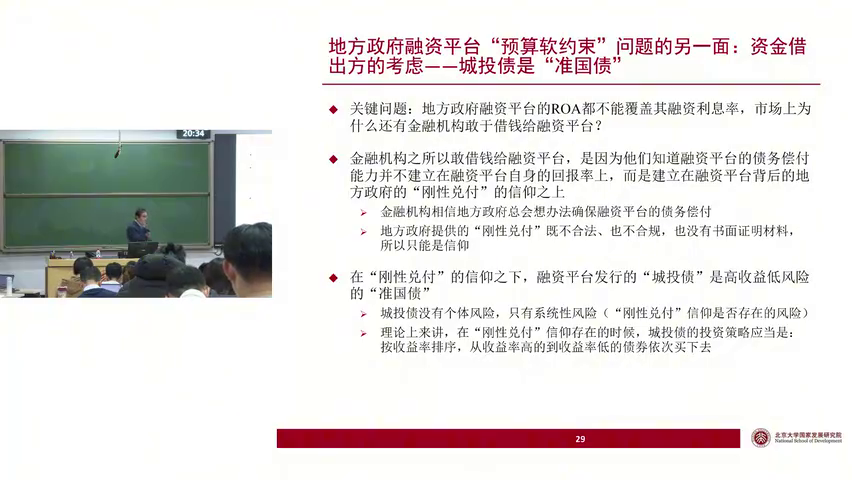 20:34
地方政府融资平台“预算软约束”问题的另一面：资金借
出方的考虑——城投债是“准国债”
关键问题：地方政府融资平台的ROA都不能覆盖其融资利息率，市场上为
什么还有金融机构敢于借钱给融资平台？
金融机构之所以敢借钱给融资平台，是因为他们知道融资平台的债务偿付
能力并不建立在融资平台自身的回报率上，而是建立在融资平台背后的地
方政府的“刚性兑付”的信仰之上
金融机构相信地方政府总会想办法确保融资平台的债务偿付
地方政府提供的“刚性兑付”既不合法、也不合规，也没有书面证明材料，
所以只能是信仰
在“刚性兑付”的信仰之下，融资平台发行的“城投债”是高收益低风险
的“准国债”
城投债没有个体风险，只有系统性风险（“刚性兑付”信仰是否存在的风险）
理论上来讲，在“刚性兑付”信仰存在的时候，城投债的投资策略应当是：
按收益率排序，从收益率高的到收益率低的债券依次买下去
29
北京大学国家发展研究院
National School of Development